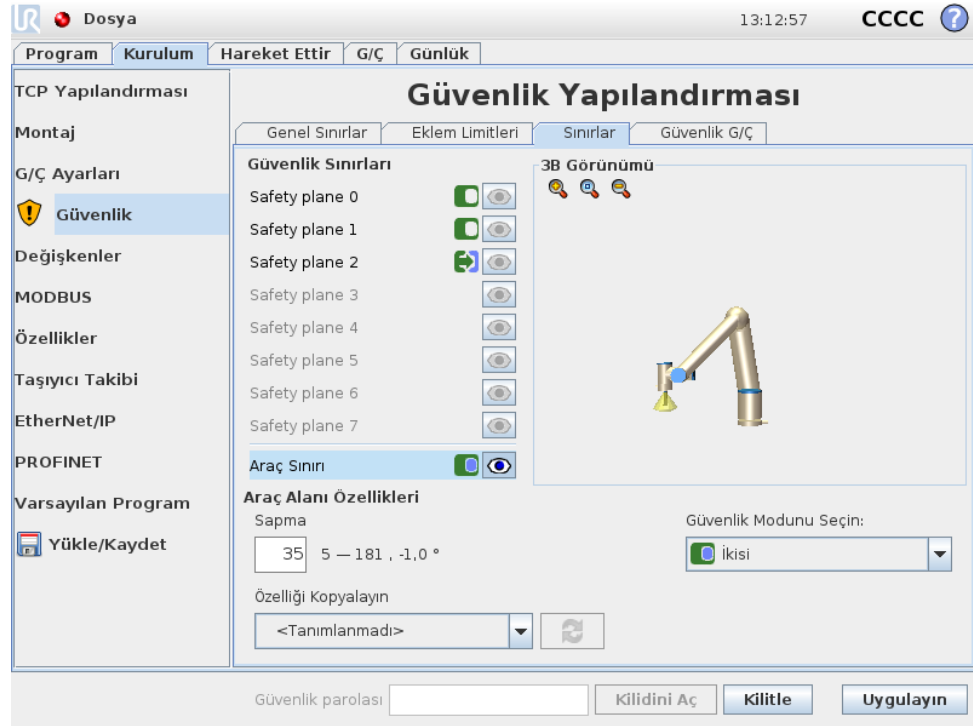 UR Dosya 13:12:57 CCCC ?
Program Kurulum Hareket Ettir G/Ç Günlük
TCP Yapılandırması
Montaj
G/Ç Ayarları
Güvenlik
Değişkenler
MODBUS
Özellikler
Taşıyıcı Takibi
EtherNet/IP
PROFINET
Varsayılan Program
Yükle/Kaydet
Güvenlik Yapılandırması
Genel Sınırlar Eklem Limitleri Sınırlar Güvenlik G/Ç
Güvenlik Sınırları
Safety plane 0
Safety plane 1
Safety plane 2
Safety plane 3
Safety plane 4
Safety plane 5
Safety plane 6
Safety plane 7
Araç Sınırı
3B Görünümü
Araç Alanı Özellikleri
Sapma
35 5 — 181 , -1,0 °
Özelliği Kopyalayın
<Tanımlanmadı>
Güvenlik Modunu Seçin:
İkisi
Güvenlik parolası Kilidini Aç Kilitle Uygulayın